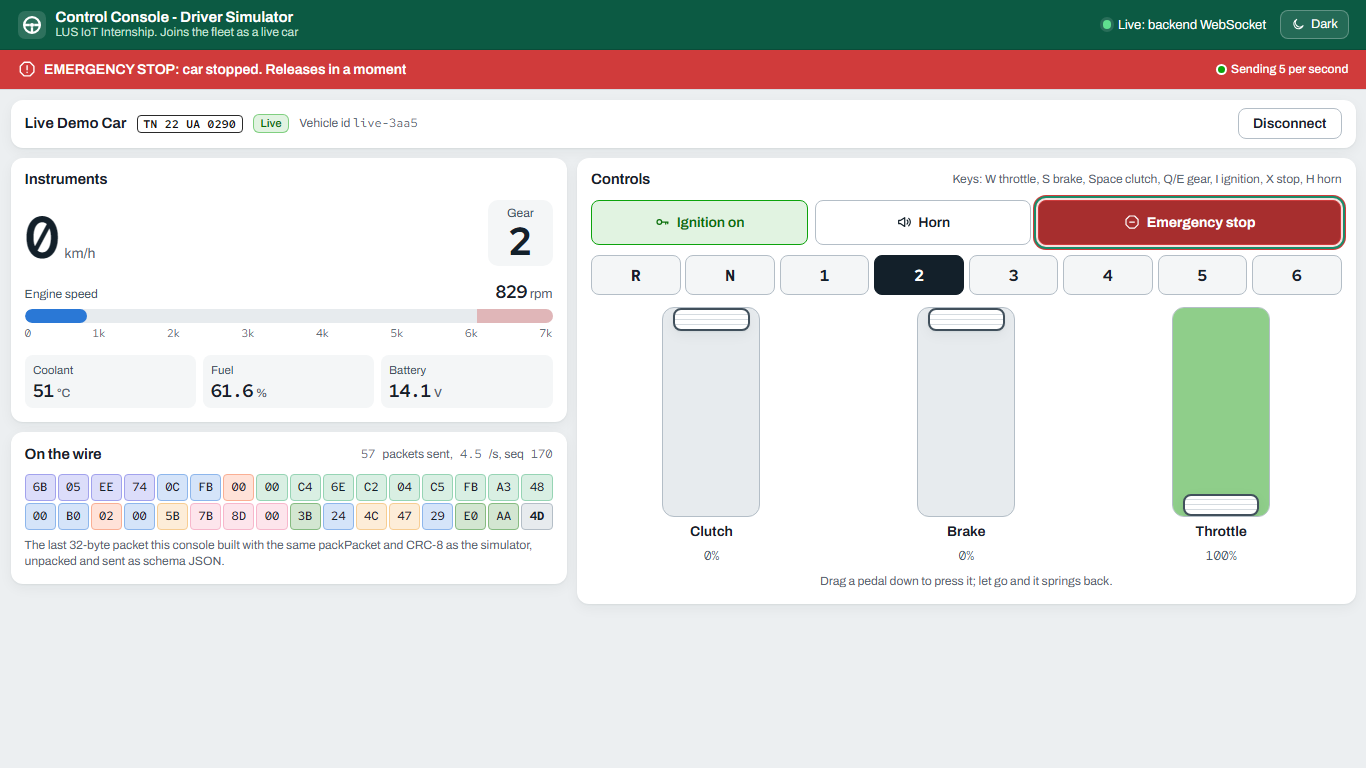 Control Console - Driver Simulator
LUS IoT Internship. Joins the fleet as a live car
Live: backend WebSocket
Dark
EMERGENCY STOP: car stopped. Releases in a moment
Sending 5 per second
Live Demo Car
TN 22 UA 0290
Live
Vehicle id live-3aa5
Disconnect
Instruments
0 km/h
Gear
2
Engine speed
829 rpm
0 1k 2k 3k 4k 5k 6k 7k
Coolant
51 °C
Fuel
61.6 %
Battery
14.1 V
On the wire
57 packets sent, 4.5 /s, seq 170
6B 05 EE 74 0C FB 00 00 C4 6E C2 04 C5 FB A3 48
00 B0 02 00 5B 7B 8D 00 3B 24 4C 47 29 E0 AA 4D
The last 32-byte packet this console built with the same packPacket and CRC-8 as the simulator,
unpacked and sent as schema JSON.
Controls
Keys: W throttle, S brake, Space clutch, Q/E gear, I ignition, X stop, H horn
Ignition on
Horn
Emergency stop
R N 1 2 3 4 5 6
Clutch
0%
Brake
0%
Throttle
100%
Drag a pedal down to press it; let go and it springs back.